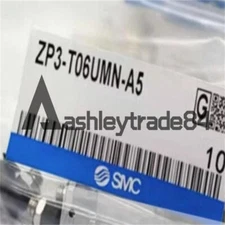 ZP3-T06UMN-A5
G
ashleytrade84
10
SMC